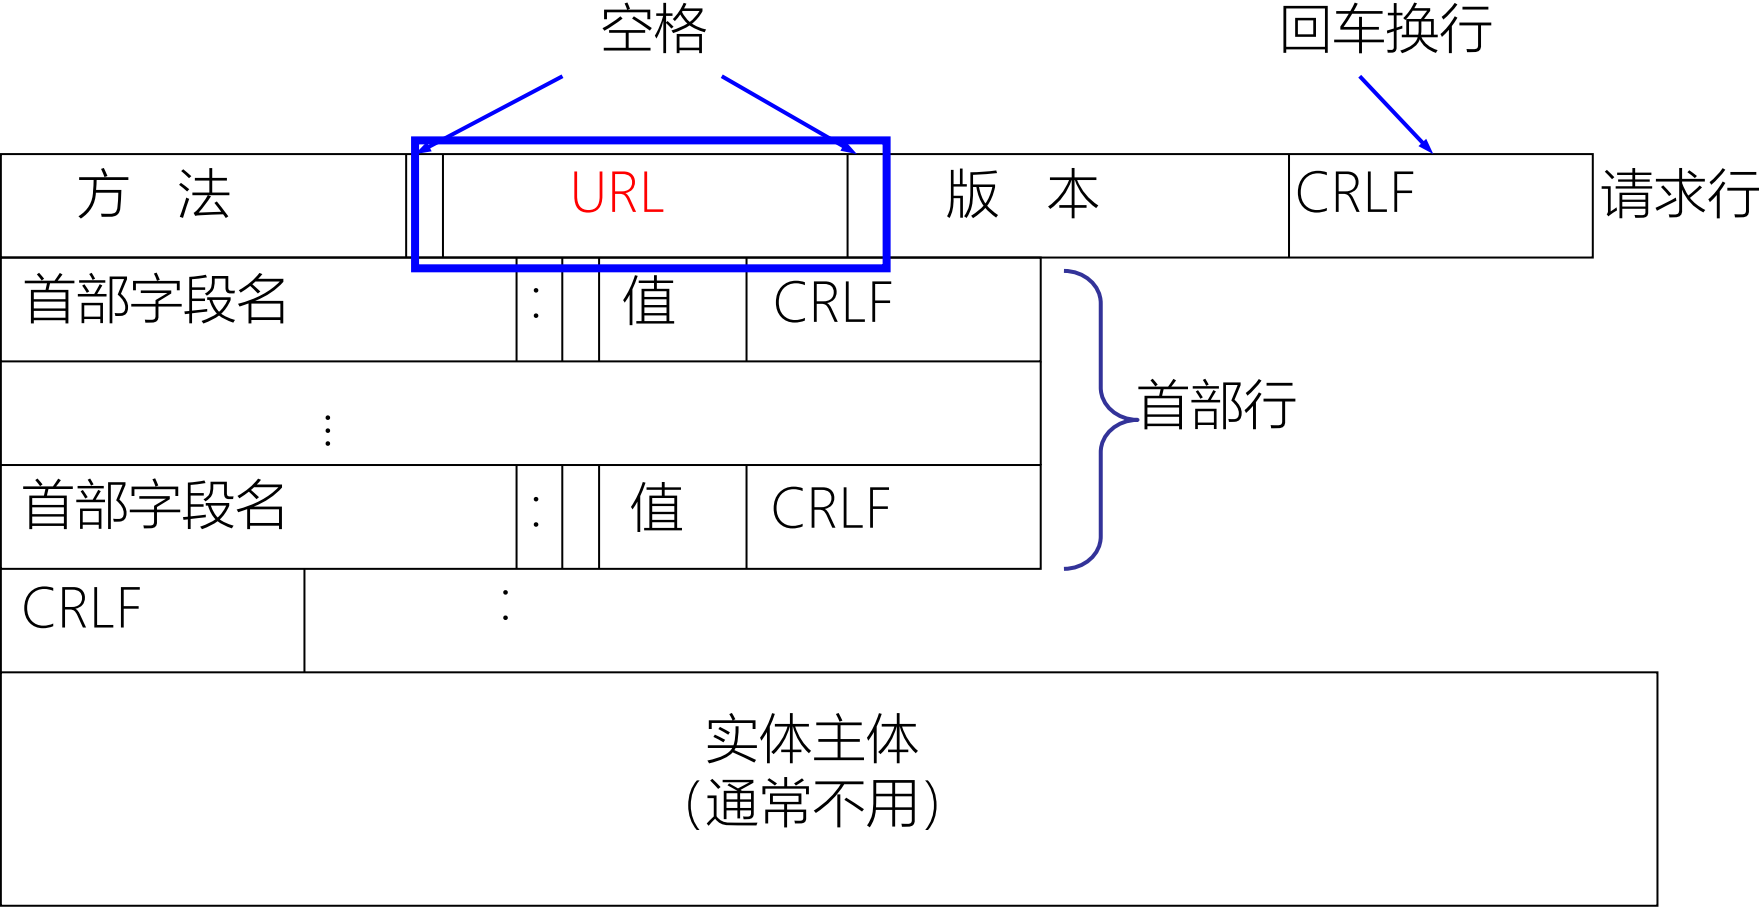 空格 回车换行
方 法 URL 版 本 CRLF 请求行
首部字段名 : 值 CRLF
首部行
⋮
首部字段名 : 值 CRLF
CRLF :
实体主体
(通常不用)